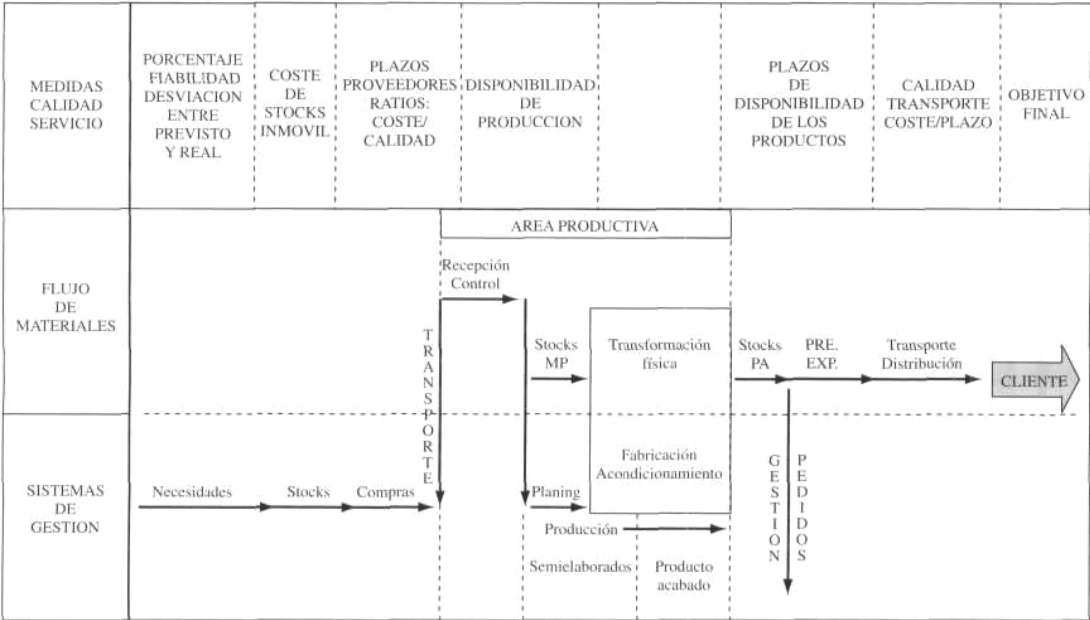 MEDIDAS
CALIDAD
SERVICIO
PORCENTAJE
FIABILIDAD
DESVIACION
ENTRE
PREVISTO
Y REAL
COSTE
DE
STOCKS
INMOVIL
PLAZOS
PROVEEDORES
RATIOS:
COSTE/
CALIDAD
DISPONIBILIDAD
DE
PRODUCCION
PLAZOS
DE
DISPONIBILIDAD
DE LOS
PRODUCTOS
CALIDAD
TRANSPORTE
COSTE/PLAZO
OBJETIVO
FINAL
FLUJO
DE
MATERIALES
AREA PRODUCTIVA
Recepción
Control
TRANSPORTE
Stocks
MP
Transformación
física
Stocks
PA
PRE.
EXP.
Transporte
Distribución
CLIENTE
SISTEMAS
DE
GESTION
Necesidades
Stocks
Compras
Planing
Fabricación
Acondicionamiento
Producción
Semielaborados
Producto
acabado
GESTION
PEDIDOS